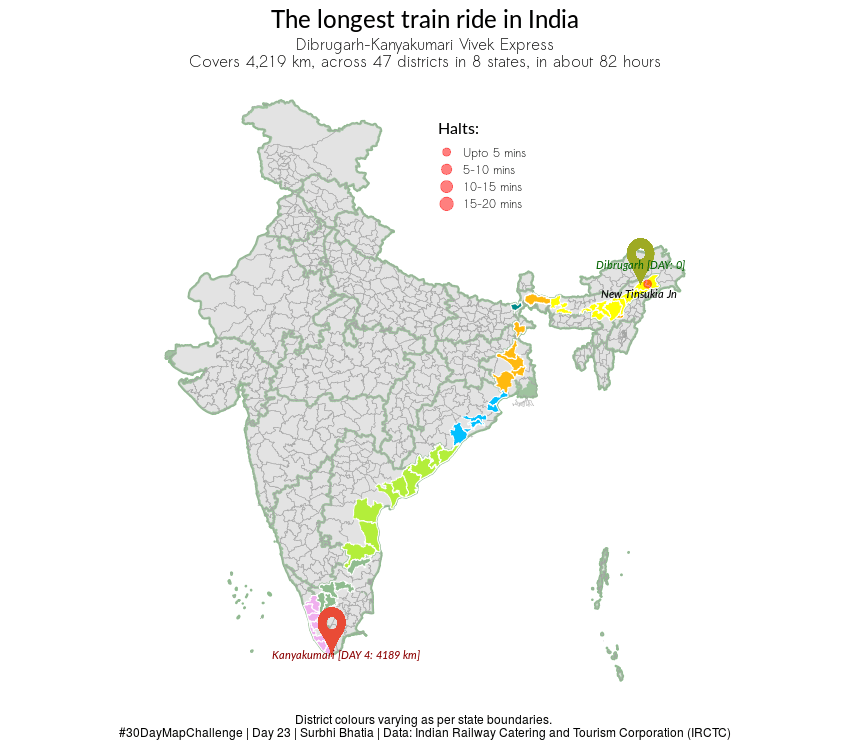 The longest train ride in India
Dibrugarh-Kanyakumari Vivek Express
Covers 4,219 km, across 47 districts in 8 states, in about 82 hours
Halts:
Upto 5 mins
5-10 mins
10-15 mins
15-20 mins
Dibrugarh [DAY: 0]
New Tinsukia Jn
Kanyakumari [DAY 4: 4189 km]
District colours varying as per state boundaries.
#30DayMapChallenge | Day 23 | Surbhi Bhatia | Data: Indian Railway Catering and Tourism Corporation (IRCTC)